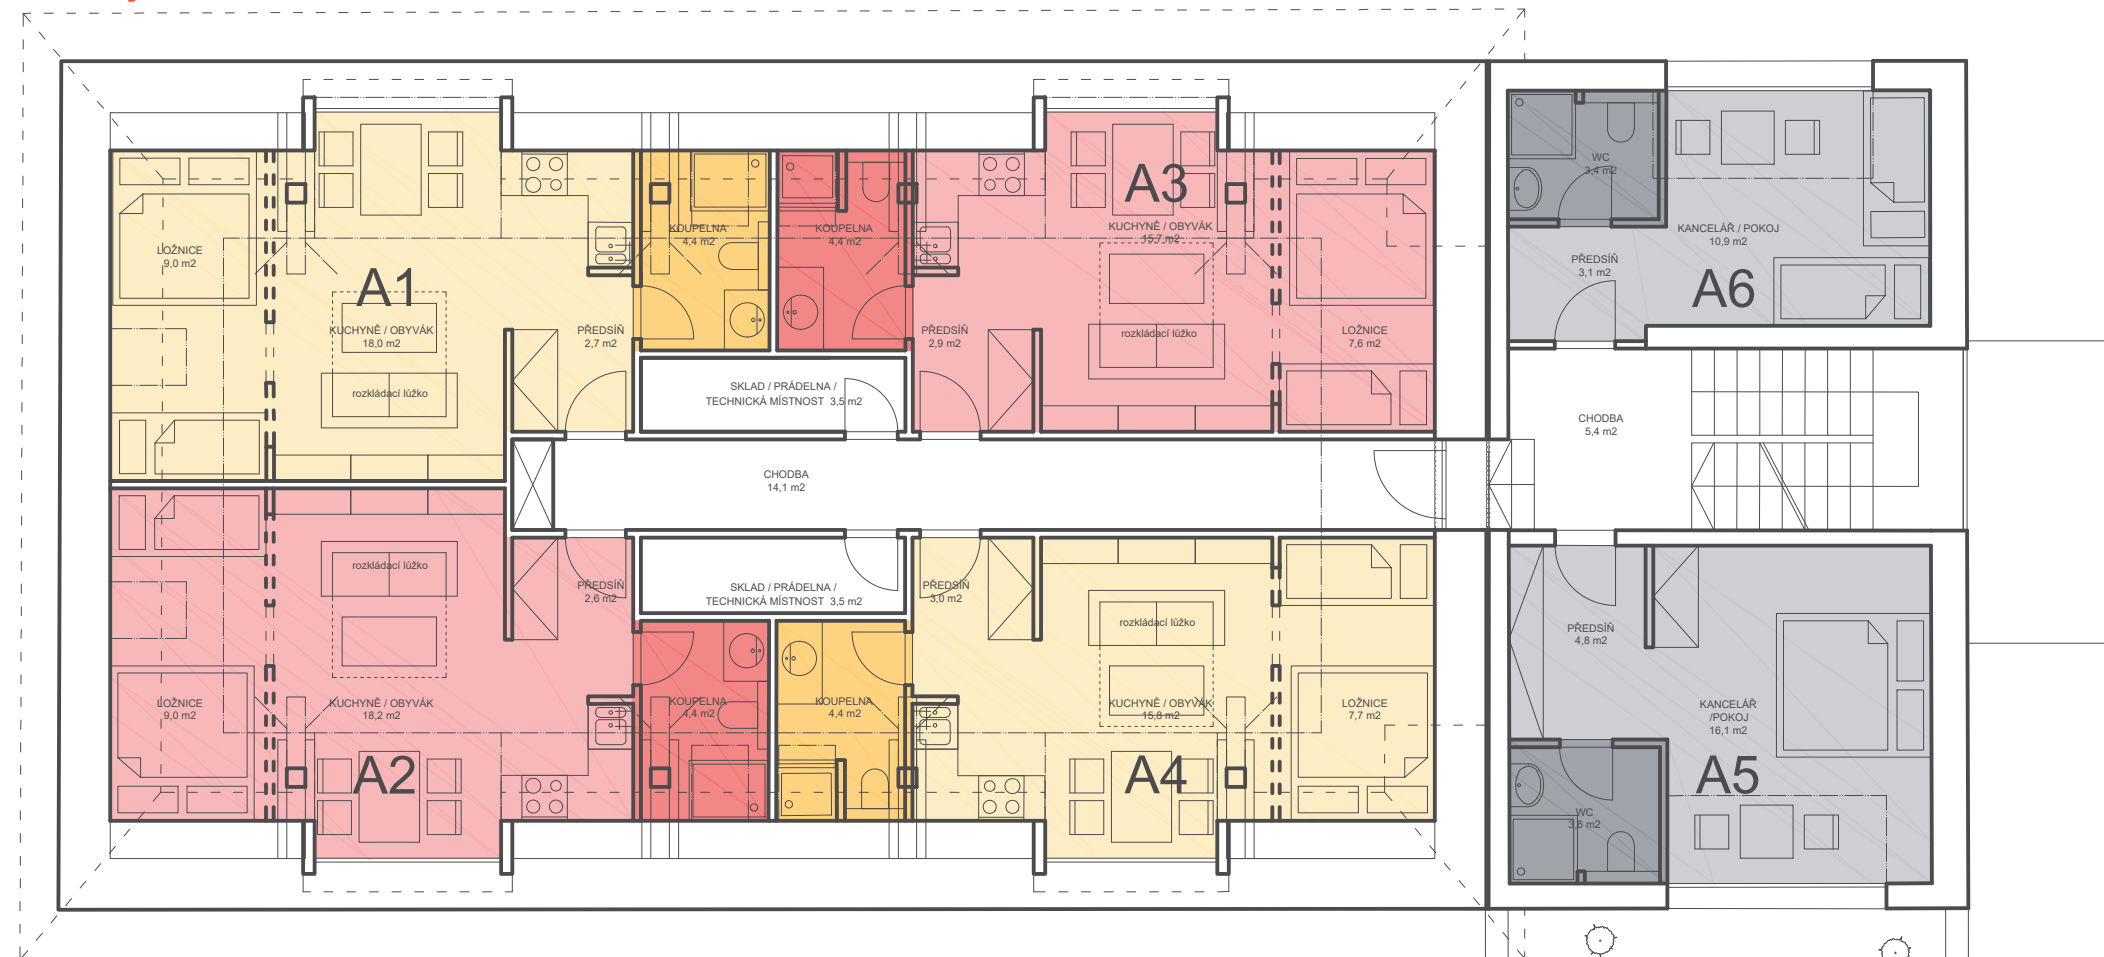 A1
LOŽNICE
9,0 m2
KUCHYNĚ / OBYVÁK
18,0 m2
rozkládací lůžko
PŘEDSÍŇ
2,7 m2
KOUPELNA
4,4 m2
KOUPELNA
4,4 m2
A3
KUCHYNĚ / OBYVÁK
15,7 m2
rozkládací lůžko
PŘEDSÍŇ
2,9 m2
LOŽNICE
7,6 m2
SKLAD / PRÁDELNA /
TECHNICKÁ MÍSTNOST 3,5 m2
WC
3,4 m2
KANCELÁŘ / POKOJ
10,9 m2
PŘEDSÍŇ
3,1 m2
A6
CHODBA
5,4 m2
CHODBA
14,1 m2
rozkládací lůžko
PŘEDSÍŇ
2,6 m2
SKLAD / PRÁDELNA /
TECHNICKÁ MÍSTNOST 3,5 m2
PŘEDSÍŇ
3,0 m2
rozkládací lůžko
LOŽNICE
9,0 m2
KUCHYNĚ / OBYVÁK
18,2 m2
A2
KOUPELNA
4,4 m2
KOUPELNA
4,4 m2
KUCHYNĚ / OBYVÁK
15,8 m2
A4
LOŽNICE
7,7 m2
PŘEDSÍŇ
4,8 m2
KANCELÁŘ
/POKOJ
16,1 m2
A5
WC
3,6 m2